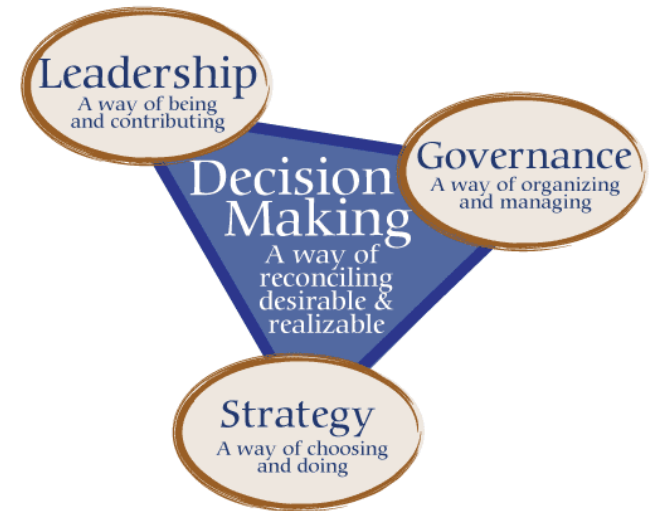 Leadership
A way of being
and contributing
Governance
A way of organizing
and managing
Decision
Making
A way of
reconciling
desirable &
realizable
Strategy
A way of choosing
and doing